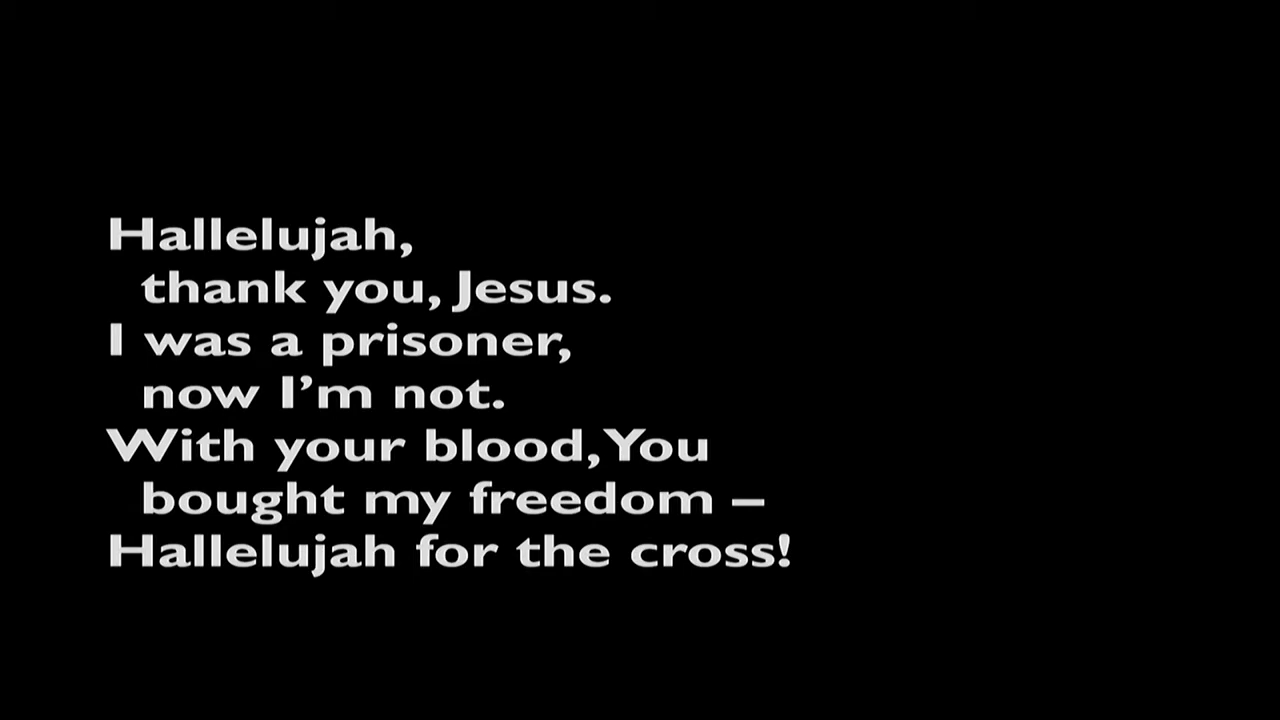 Hallelujah,
thank you, Jesus.
I was a prisoner,
now I’m not.
With your blood, You
bought my freedom –
Hallelujah for the cross!